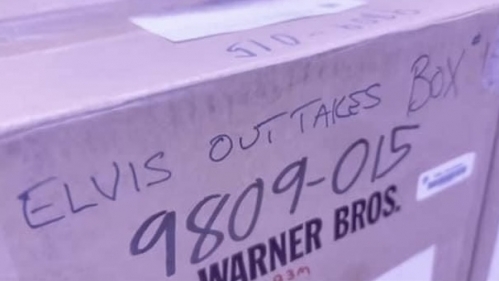 ELVIS OUTTAKES BOX
9809-015
WARNER BROS.